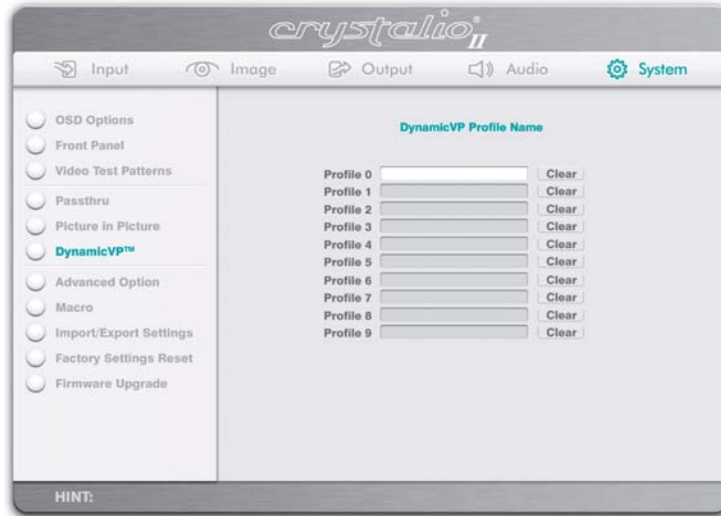 crystalio® II
Input Image Output Audio System
OSD Options
Front Panel
Video Test Patterns
Passthru
Picture in Picture
DynamicVP™
Advanced Option
Macro
Import/Export Settings
Factory Settings Reset
Firmware Upgrade
DynamicVP Profile Name
Profile 0 Clear
Profile 1 Clear
Profile 2 Clear
Profile 3 Clear
Profile 4 Clear
Profile 5 Clear
Profile 6 Clear
Profile 7 Clear
Profile 8 Clear
Profile 9 Clear
HINT: